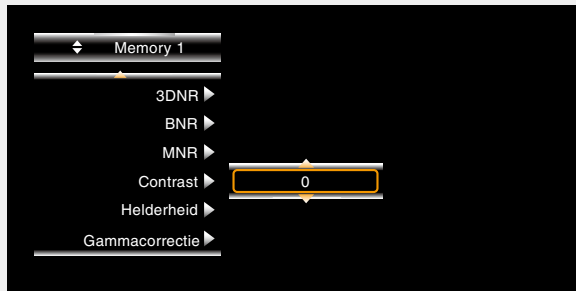 Memory 1
3DNR
BNR
MNR
Contrast 0
Helderheid
Gammacorrectie